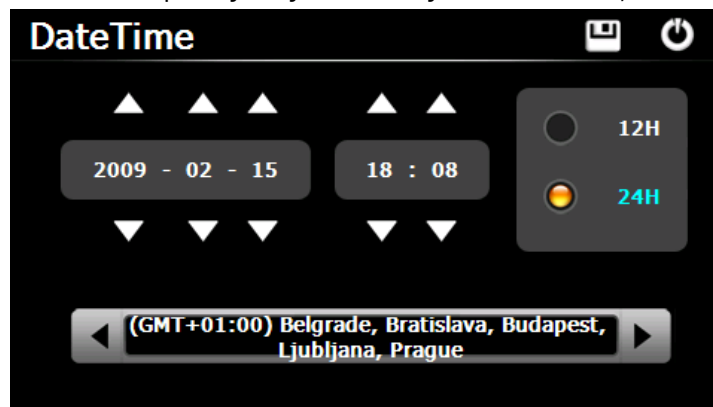 DateTime
2009 - 02 - 15
18 : 08
12H
24H
(GMT+01:00) Belgrade, Bratislava, Budapest,
Ljubljana, Prague